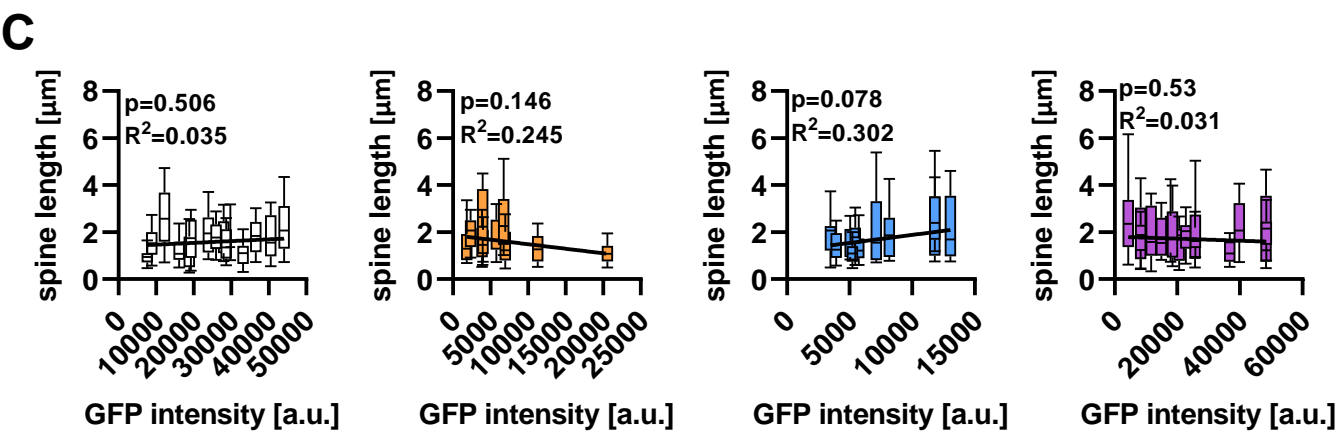 C
spine length [µm]
8
6
4
2
0
p=0.506
R²=0.035
0
10000
20000
30000
40000
50000
GFP intensity [a.u.]
spine length [µm]
8
6
4
2
0
p=0.146
R²=0.245
0
5000
10000
15000
20000
25000
GFP intensity [a.u.]
spine length [µm]
8
6
4
2
0
p=0.078
R²=0.302
0
5000
10000
15000
GFP intensity [a.u.]
spine length [µm]
8
6
4
2
0
p=0.53
R²=0.031
0
20000
40000
60000
GFP intensity [a.u.]